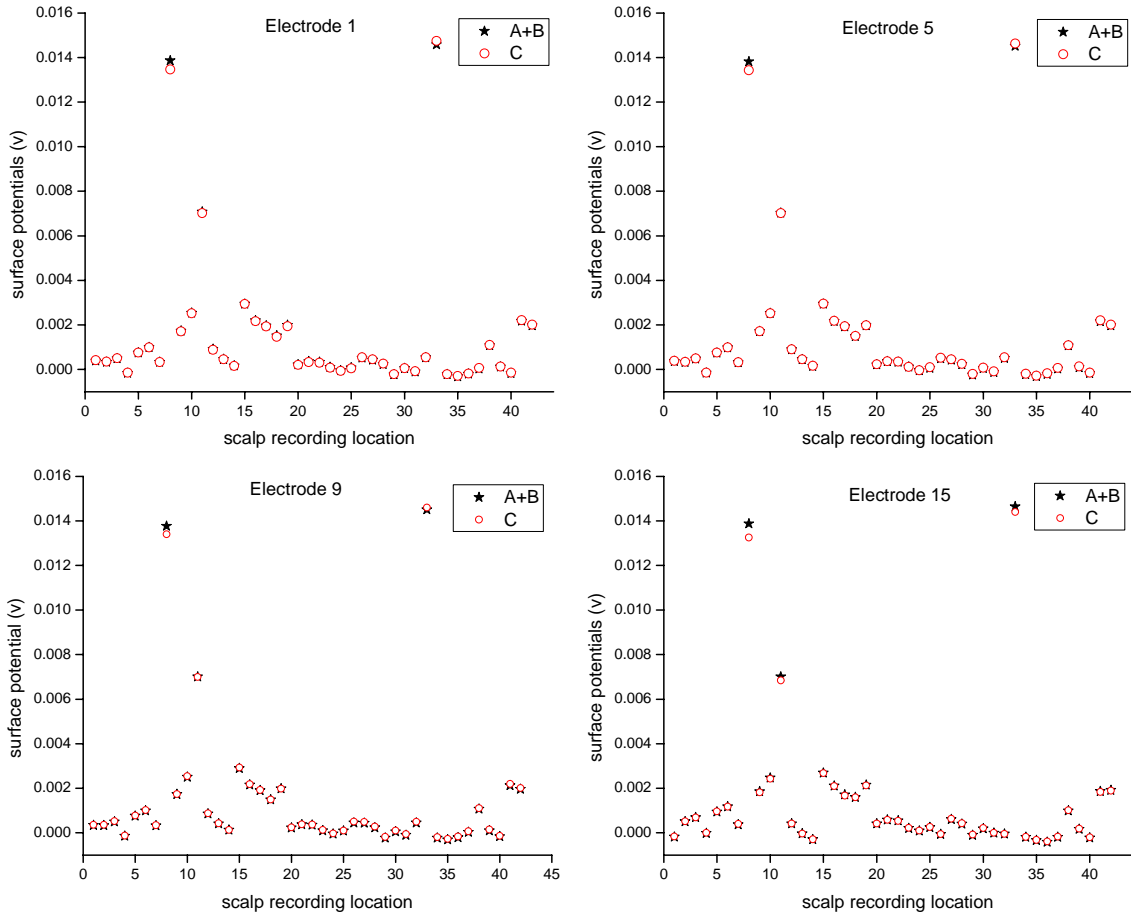 Electrode 1
A+B
C
0.016
0.014
0.012
0.010
0.008
0.006
0.004
0.002
0.000
surface potentials (v)
0 5 10 15 20 25 30 35 40
scalp recording location
Electrode 5
A+B
C
0.016
0.014
0.012
0.010
0.008
0.006
0.004
0.002
0.000
surface potentials (v)
0 5 10 15 20 25 30 35 40
scalp recording location
Electrode 9
A+B
C
0.016
0.014
0.012
0.010
0.008
0.006
0.004
0.002
0.000
surface potential (v)
0 5 10 15 20 25 30 35 40 45
scalp recording location
Electrode 15
A+B
C
0.016
0.014
0.012
0.010
0.008
0.006
0.004
0.002
0.000
surface potentials (v)
0 5 10 15 20 25 30 35 40
scalp recording location